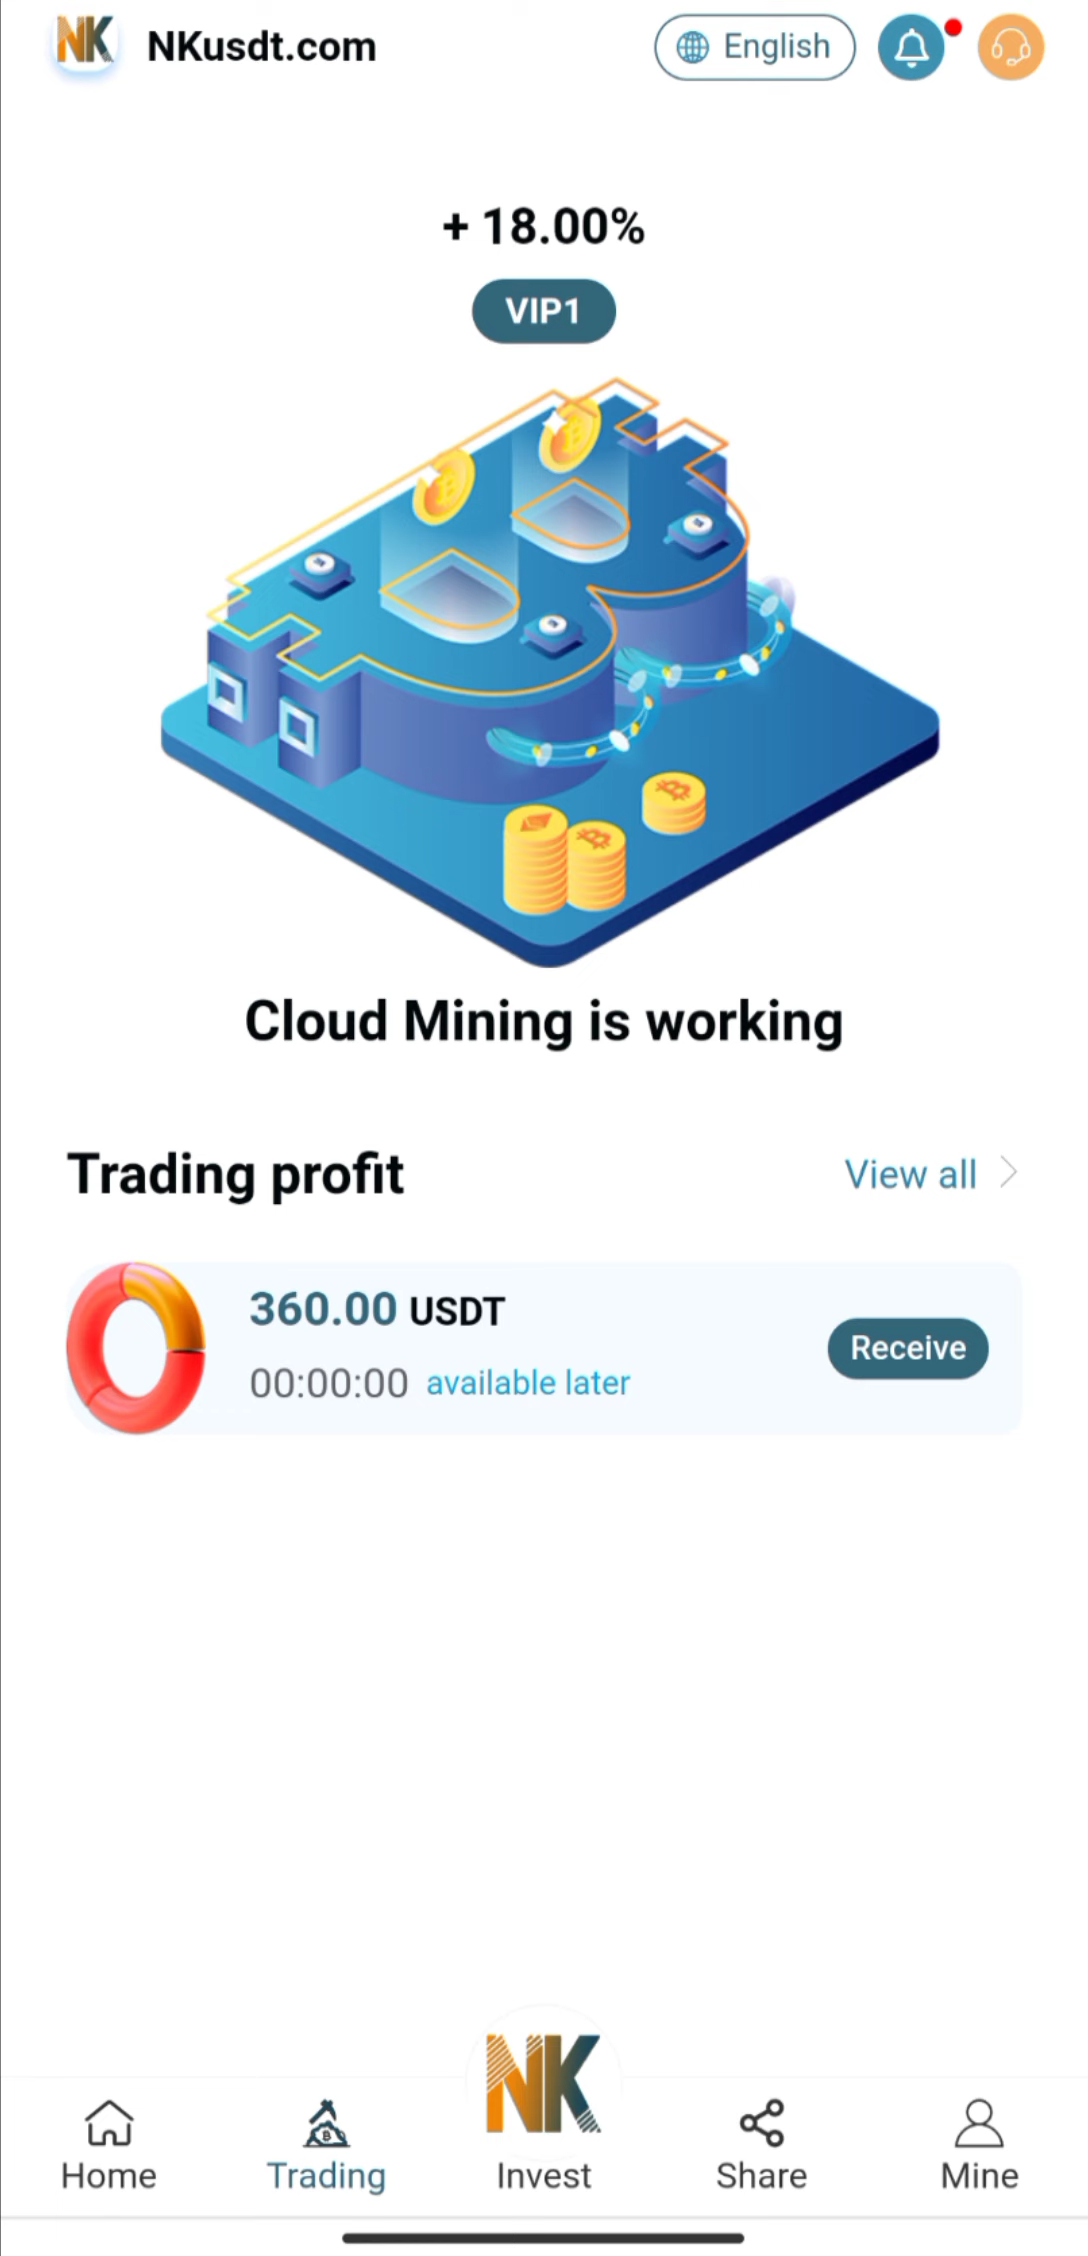 NK NKusdt.com English
+ 18.00%
VIP1
Cloud Mining is working
Trading profit View all
360.00 USDT
00:00:00 available later
Receive
NK
Home Trading Invest Share Mine